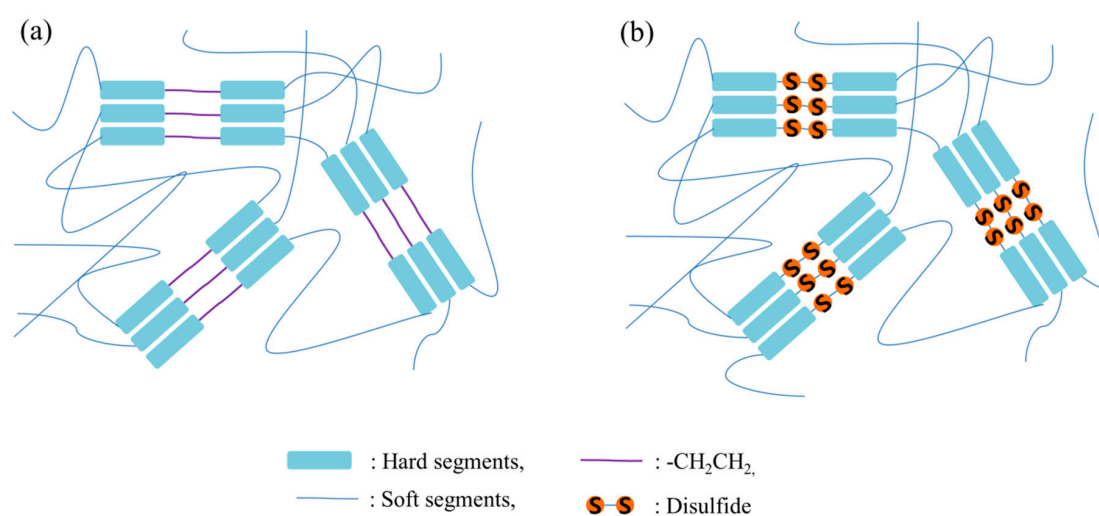 (a)
(b)
S S
S S
S S
S S S
S S S
S S
S S
S S
: Hard segments,
: -CH₂CH₂,
: Soft segments,
S S : Disulfide